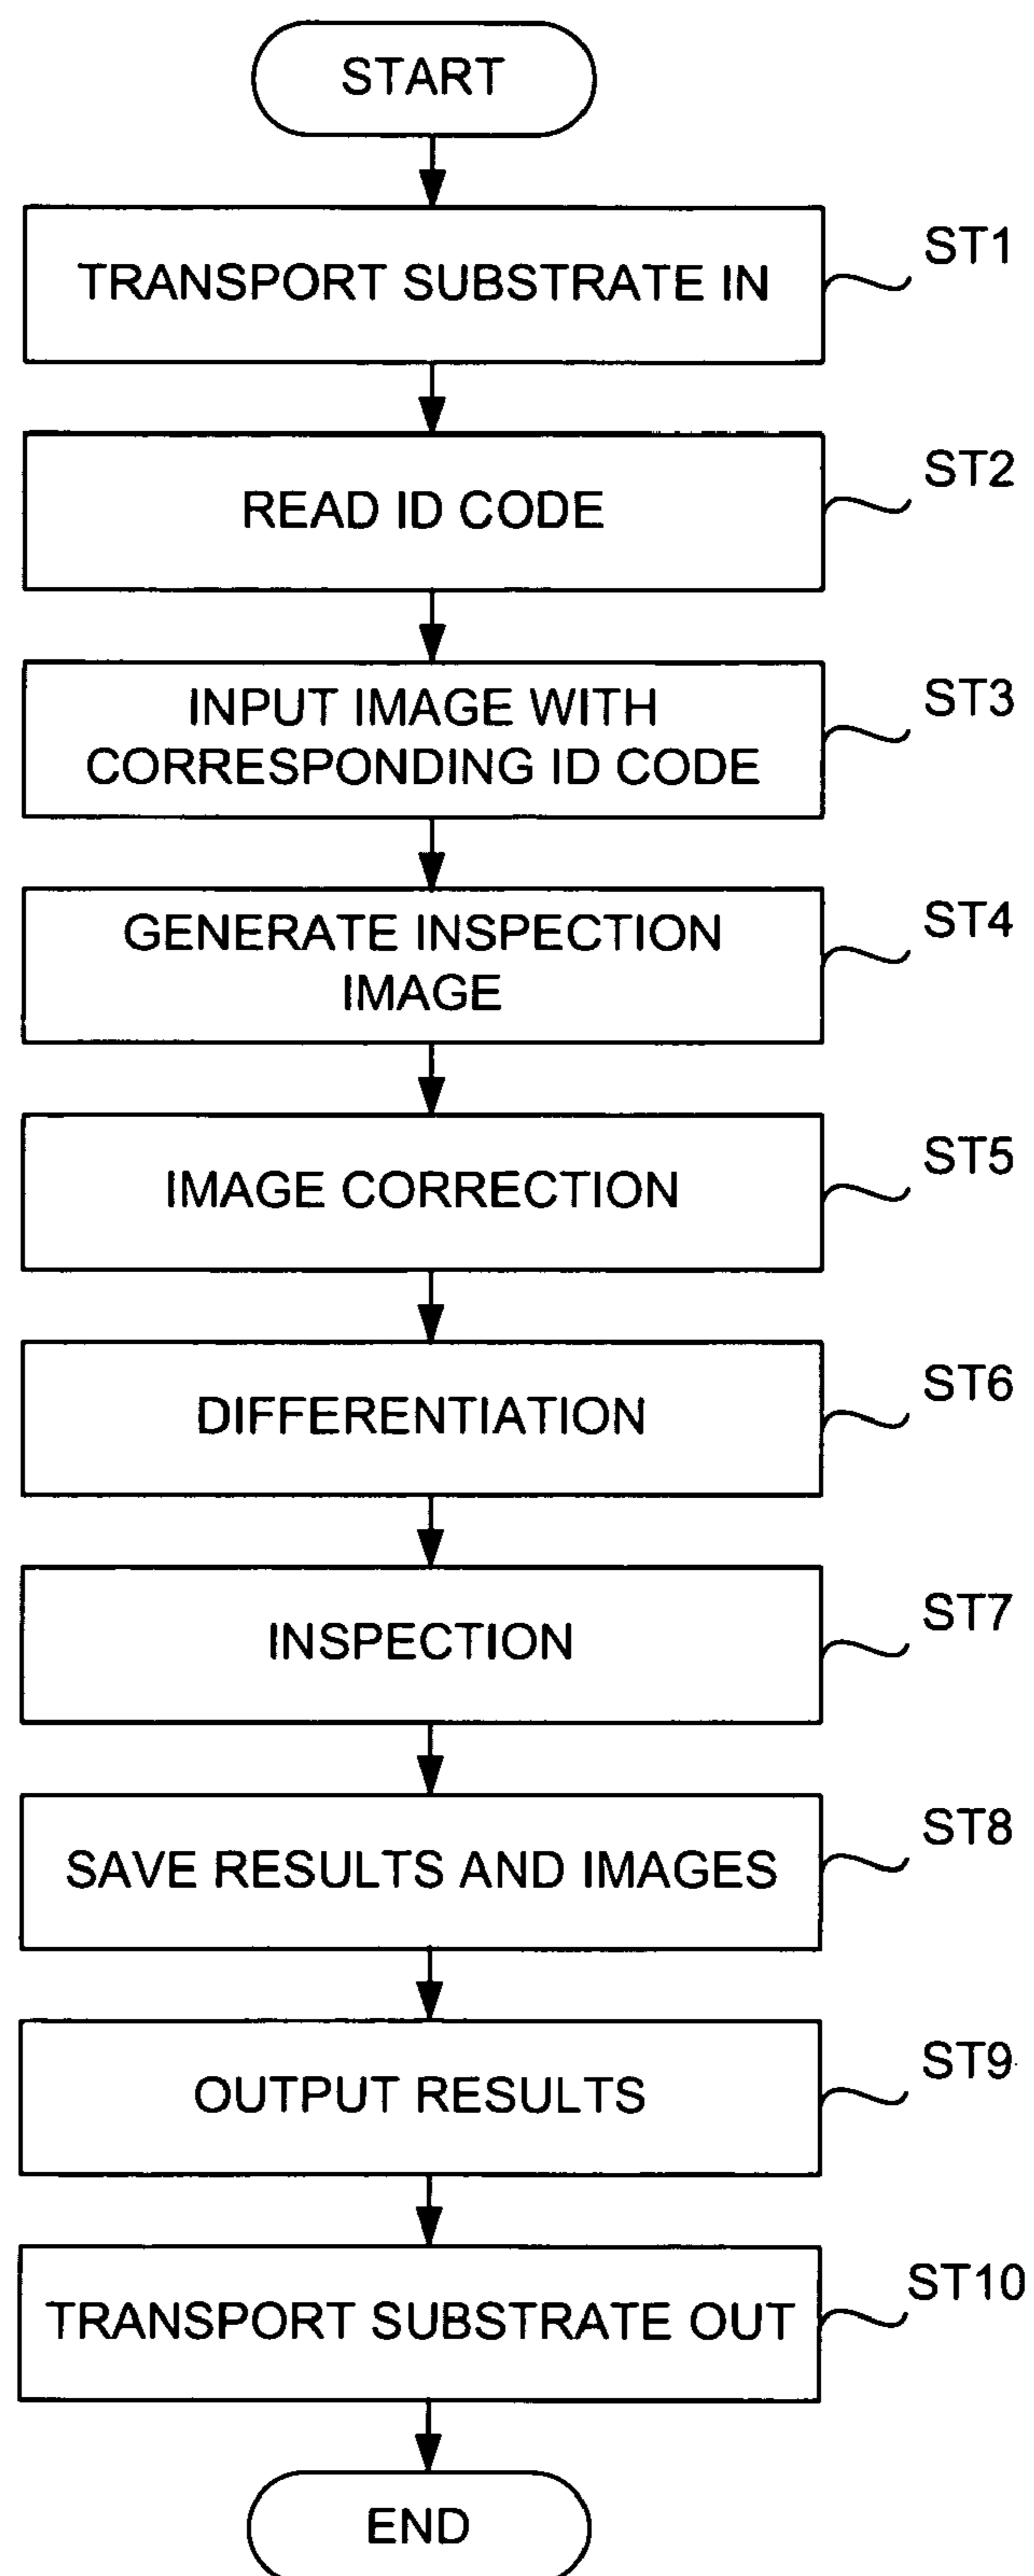 START
TRANSPORT SUBSTRATE IN
ST1
READ ID CODE
ST2
INPUT IMAGE WITH
CORRESPONDING ID CODE
ST3
GENERATE INSPECTION
IMAGE
ST4
IMAGE CORRECTION
ST5
DIFFERENTIATION
ST6
INSPECTION
ST7
SAVE RESULTS AND IMAGES
ST8
OUTPUT RESULTS
ST9
TRANSPORT SUBSTRATE OUT
ST10
END